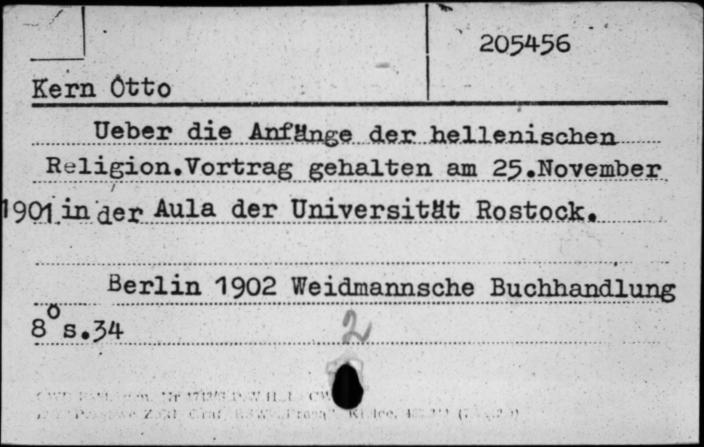 205456
Kern Otto
Ueber die Anfänge der hellenischen
Religion.Vortrag gehalten am 25.November
1901 in der Aula der Universität Rostock.
Berlin 1902 Weidmannsche Buchhandlung
8° s.34
2